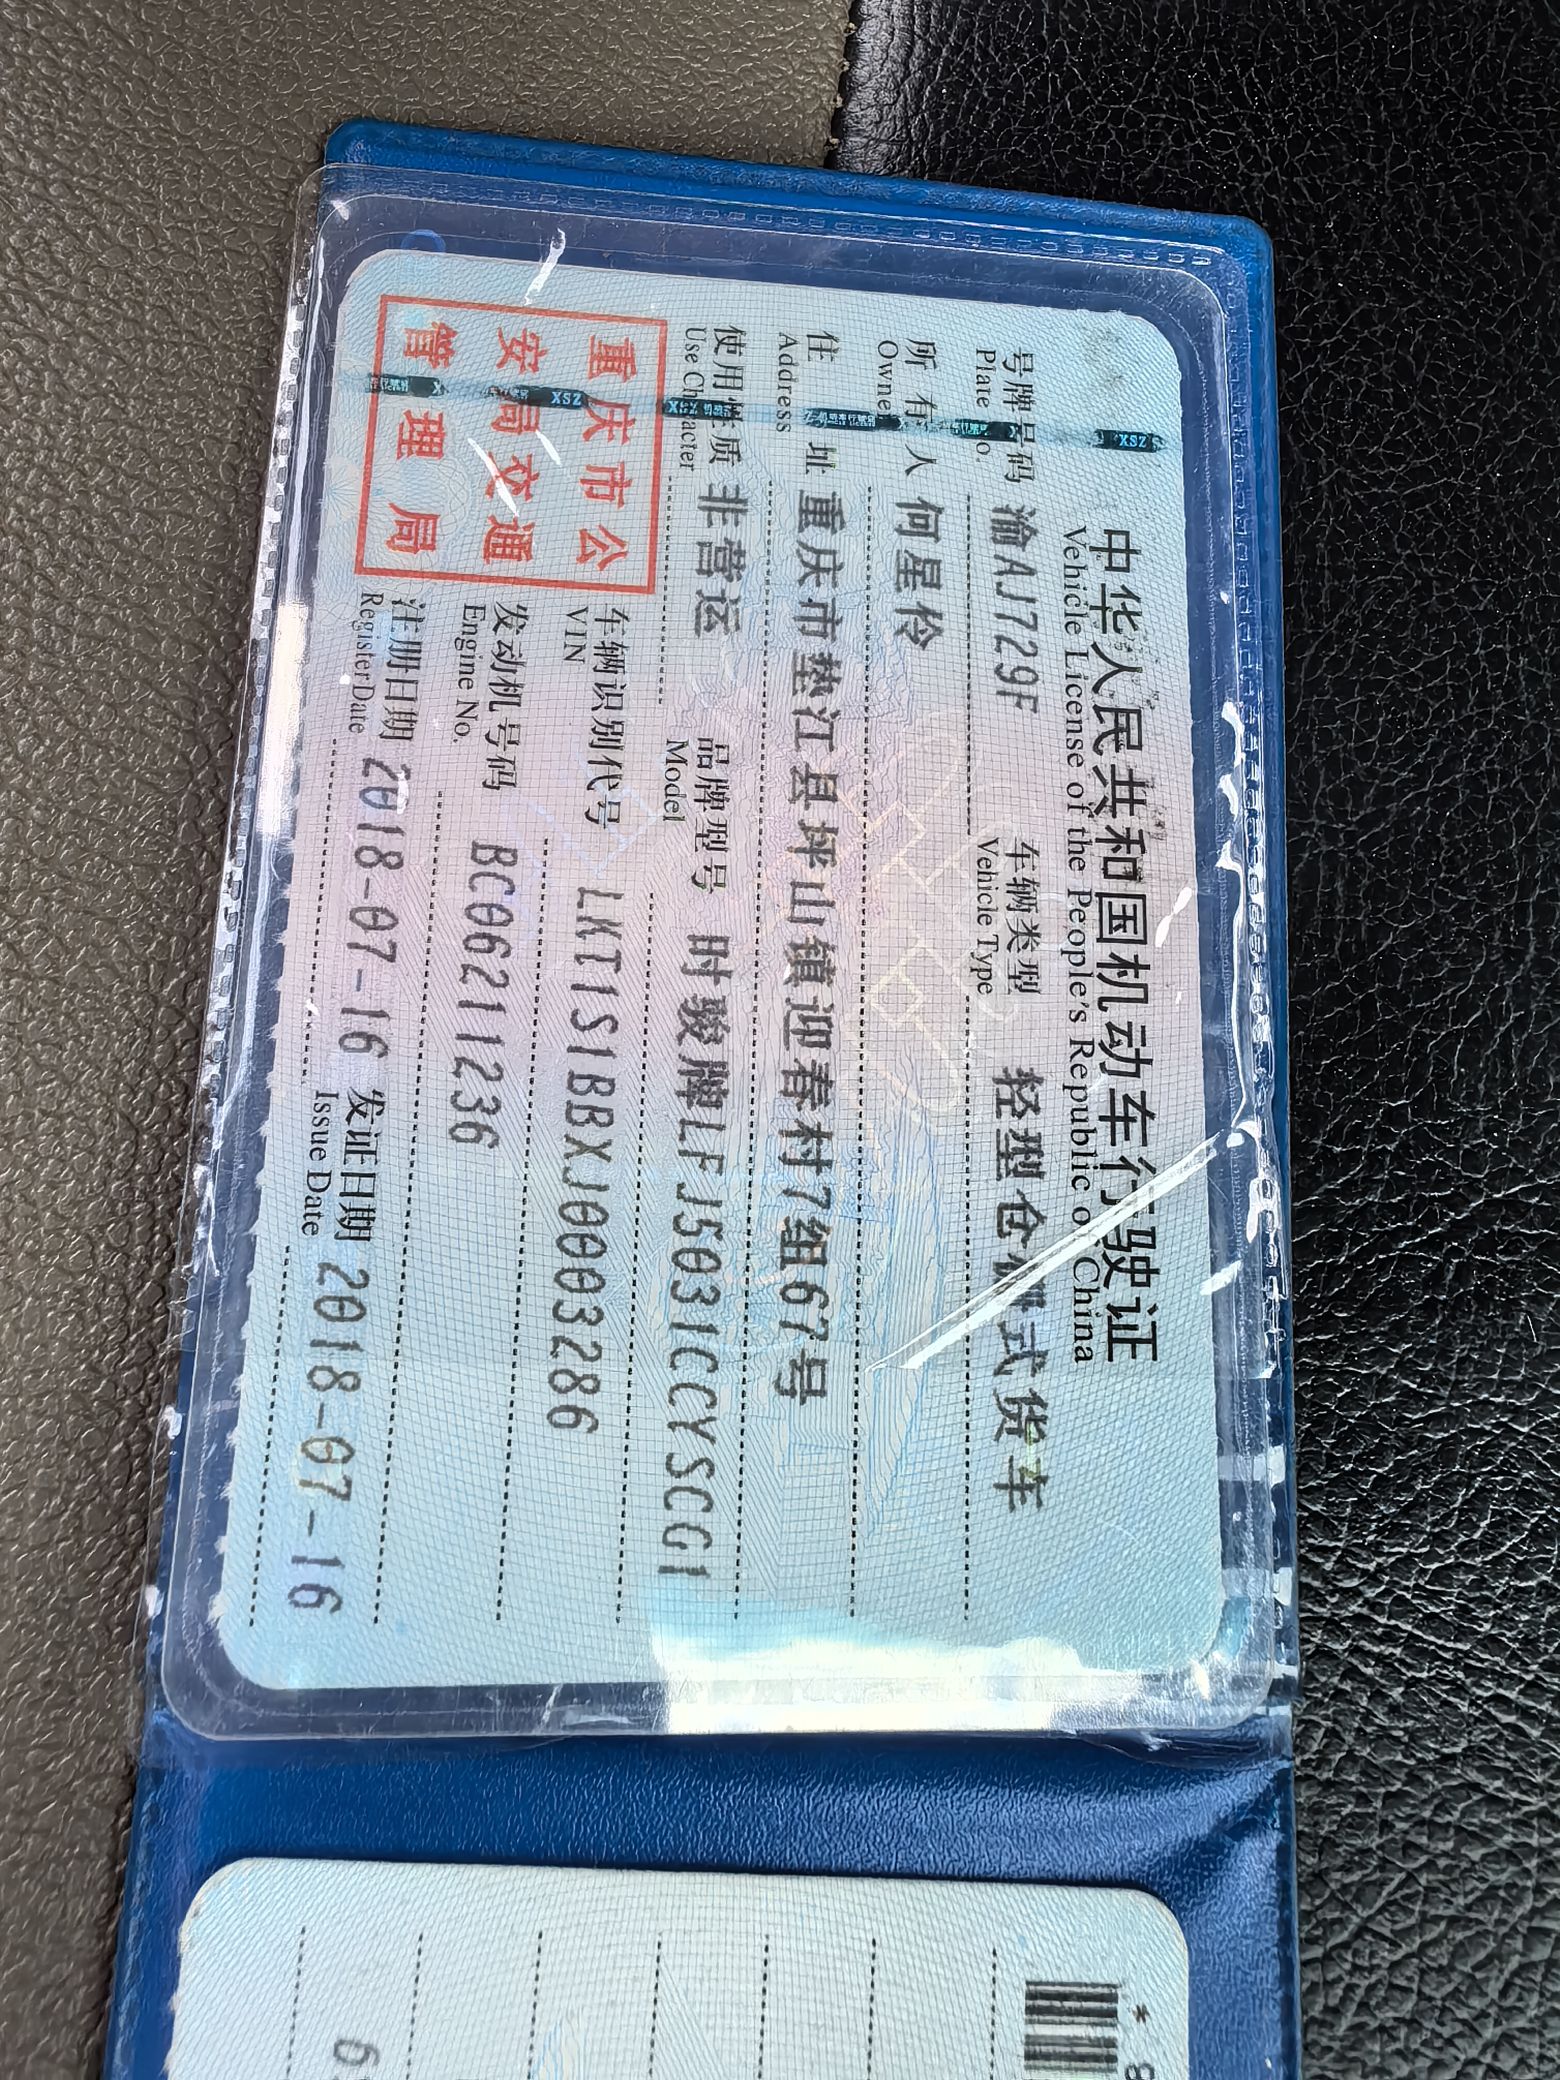 中华人民共和国机动车行驶证
Vehicle License of the People's Republic of China
号牌号码 渝AJ729F 车辆类型 轻型仓栅式货车
Plate No. Vehicle Type
所有人 何星伶
Owner
住址 重庆市垫江县坪山镇迎春村7组67号
Address
使用性质 非营运 品牌型号 时骏牌LFJ5031CCYSCG1
Use Character Model
重庆市公
安局交通
管理局
车辆识别代号 LKT1S1BBXJ0003286
VIN
发动机号码 BC06211236
Engine No.
注册日期 2018-07-16 发证日期 2018-07-16
Register Date Issue Date